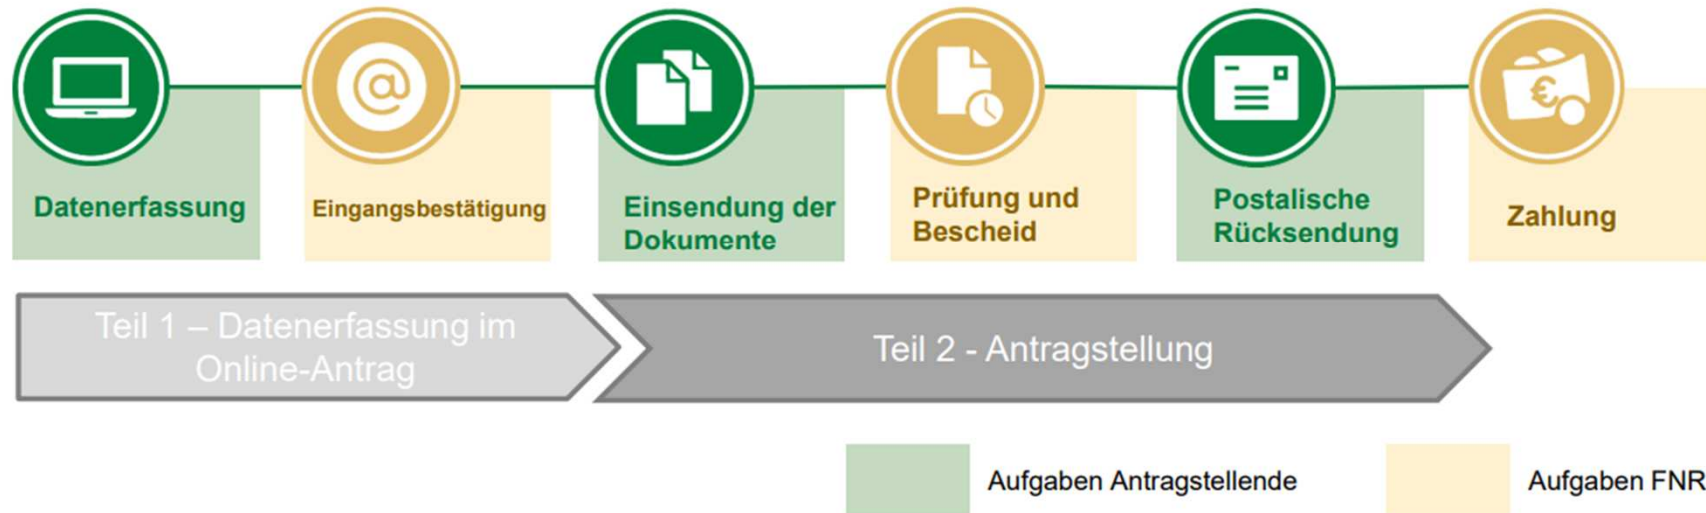 Datenerfassung
Eingangsbestätigung
Einsendung der
Dokumente
Prüfung und
Bescheid
Postalische
Rücksendung
Zahlung
Teil 1 – Datenerfassung im
Online-Antrag
Teil 2 - Antragstellung
Aufgaben Antragstellende
Aufgaben FNR